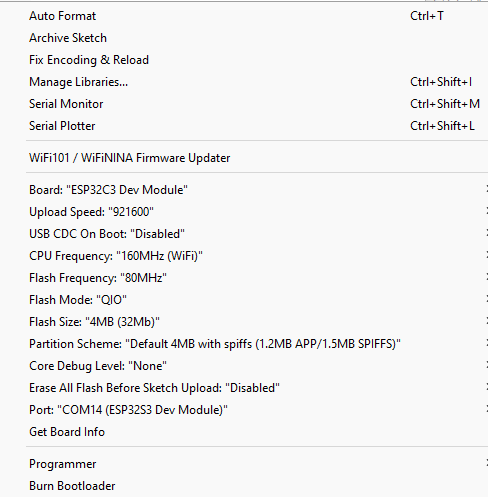 Auto Format Ctrl+T
Archive Sketch
Fix Encoding & Reload
Manage Libraries... Ctrl+Shift+I
Serial Monitor Ctrl+Shift+M
Serial Plotter Ctrl+Shift+L
WiFi101 / WiFiNINA Firmware Updater
Board: "ESP32C3 Dev Module"
Upload Speed: "921600"
USB CDC On Boot: "Disabled"
CPU Frequency: "160MHz (WiFi)"
Flash Frequency: "80MHz"
Flash Mode: "QIO"
Flash Size: "4MB (32Mb)"
Partition Scheme: "Default 4MB with spiffs (1.2MB APP/1.5MB SPIFFS)"
Core Debug Level: "None"
Erase All Flash Before Sketch Upload: "Disabled"
Port: "COM14 (ESP32S3 Dev Module)"
Get Board Info
Programmer
Burn Bootloader